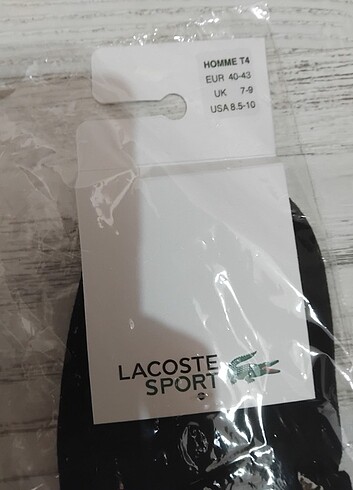 HOMME T4
EUR 40-43
UK 7-9
USA 8.5-10
LACOSTE
SPORT